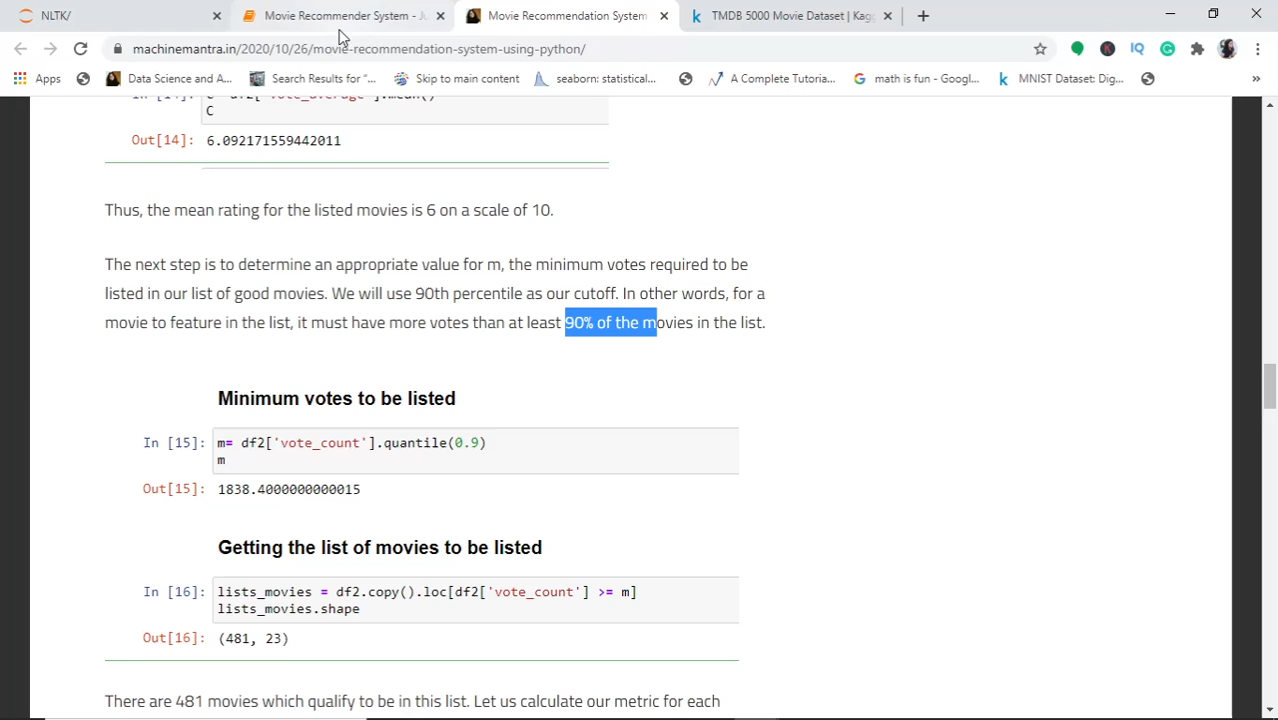 NLTK/
Movie Recommender System - Ju
Movie Recommendation System
TMDB 5000 Movie Dataset | Kagg
machinemantra.in/2020/10/26/movie-recommendation-system-using-python/
Apps
Data Science and A...
Search Results for “...
Skip to main content
seaborn: statistical...
A Complete Tutoria...
math is fun - Googl...
MNIST Dataset: Dig...
»
In [14]: C= df2['vote_average'].mean()
C
Out[14]: 6.092171559442011
Thus, the mean rating for the listed movies is 6 on a scale of 10.
The next step is to determine an appropriate value for m, the minimum votes required to be
listed in our list of good movies. We will use 90th percentile as our cutoff. In other words, for a
movie to feature in the list, it must have more votes than at least 90% of the movies in the list.
Minimum votes to be listed
In [15]: m= df2['vote_count'].quantile(0.9)
m
Out[15]: 1838.4000000000015
Getting the list of movies to be listed
In [16]: lists_movies = df2.copy().loc[df2['vote_count'] >= m]
lists_movies.shape
Out[16]: (481, 23)
There are 481 movies which qualify to be in this list. Let us calculate our metric for each